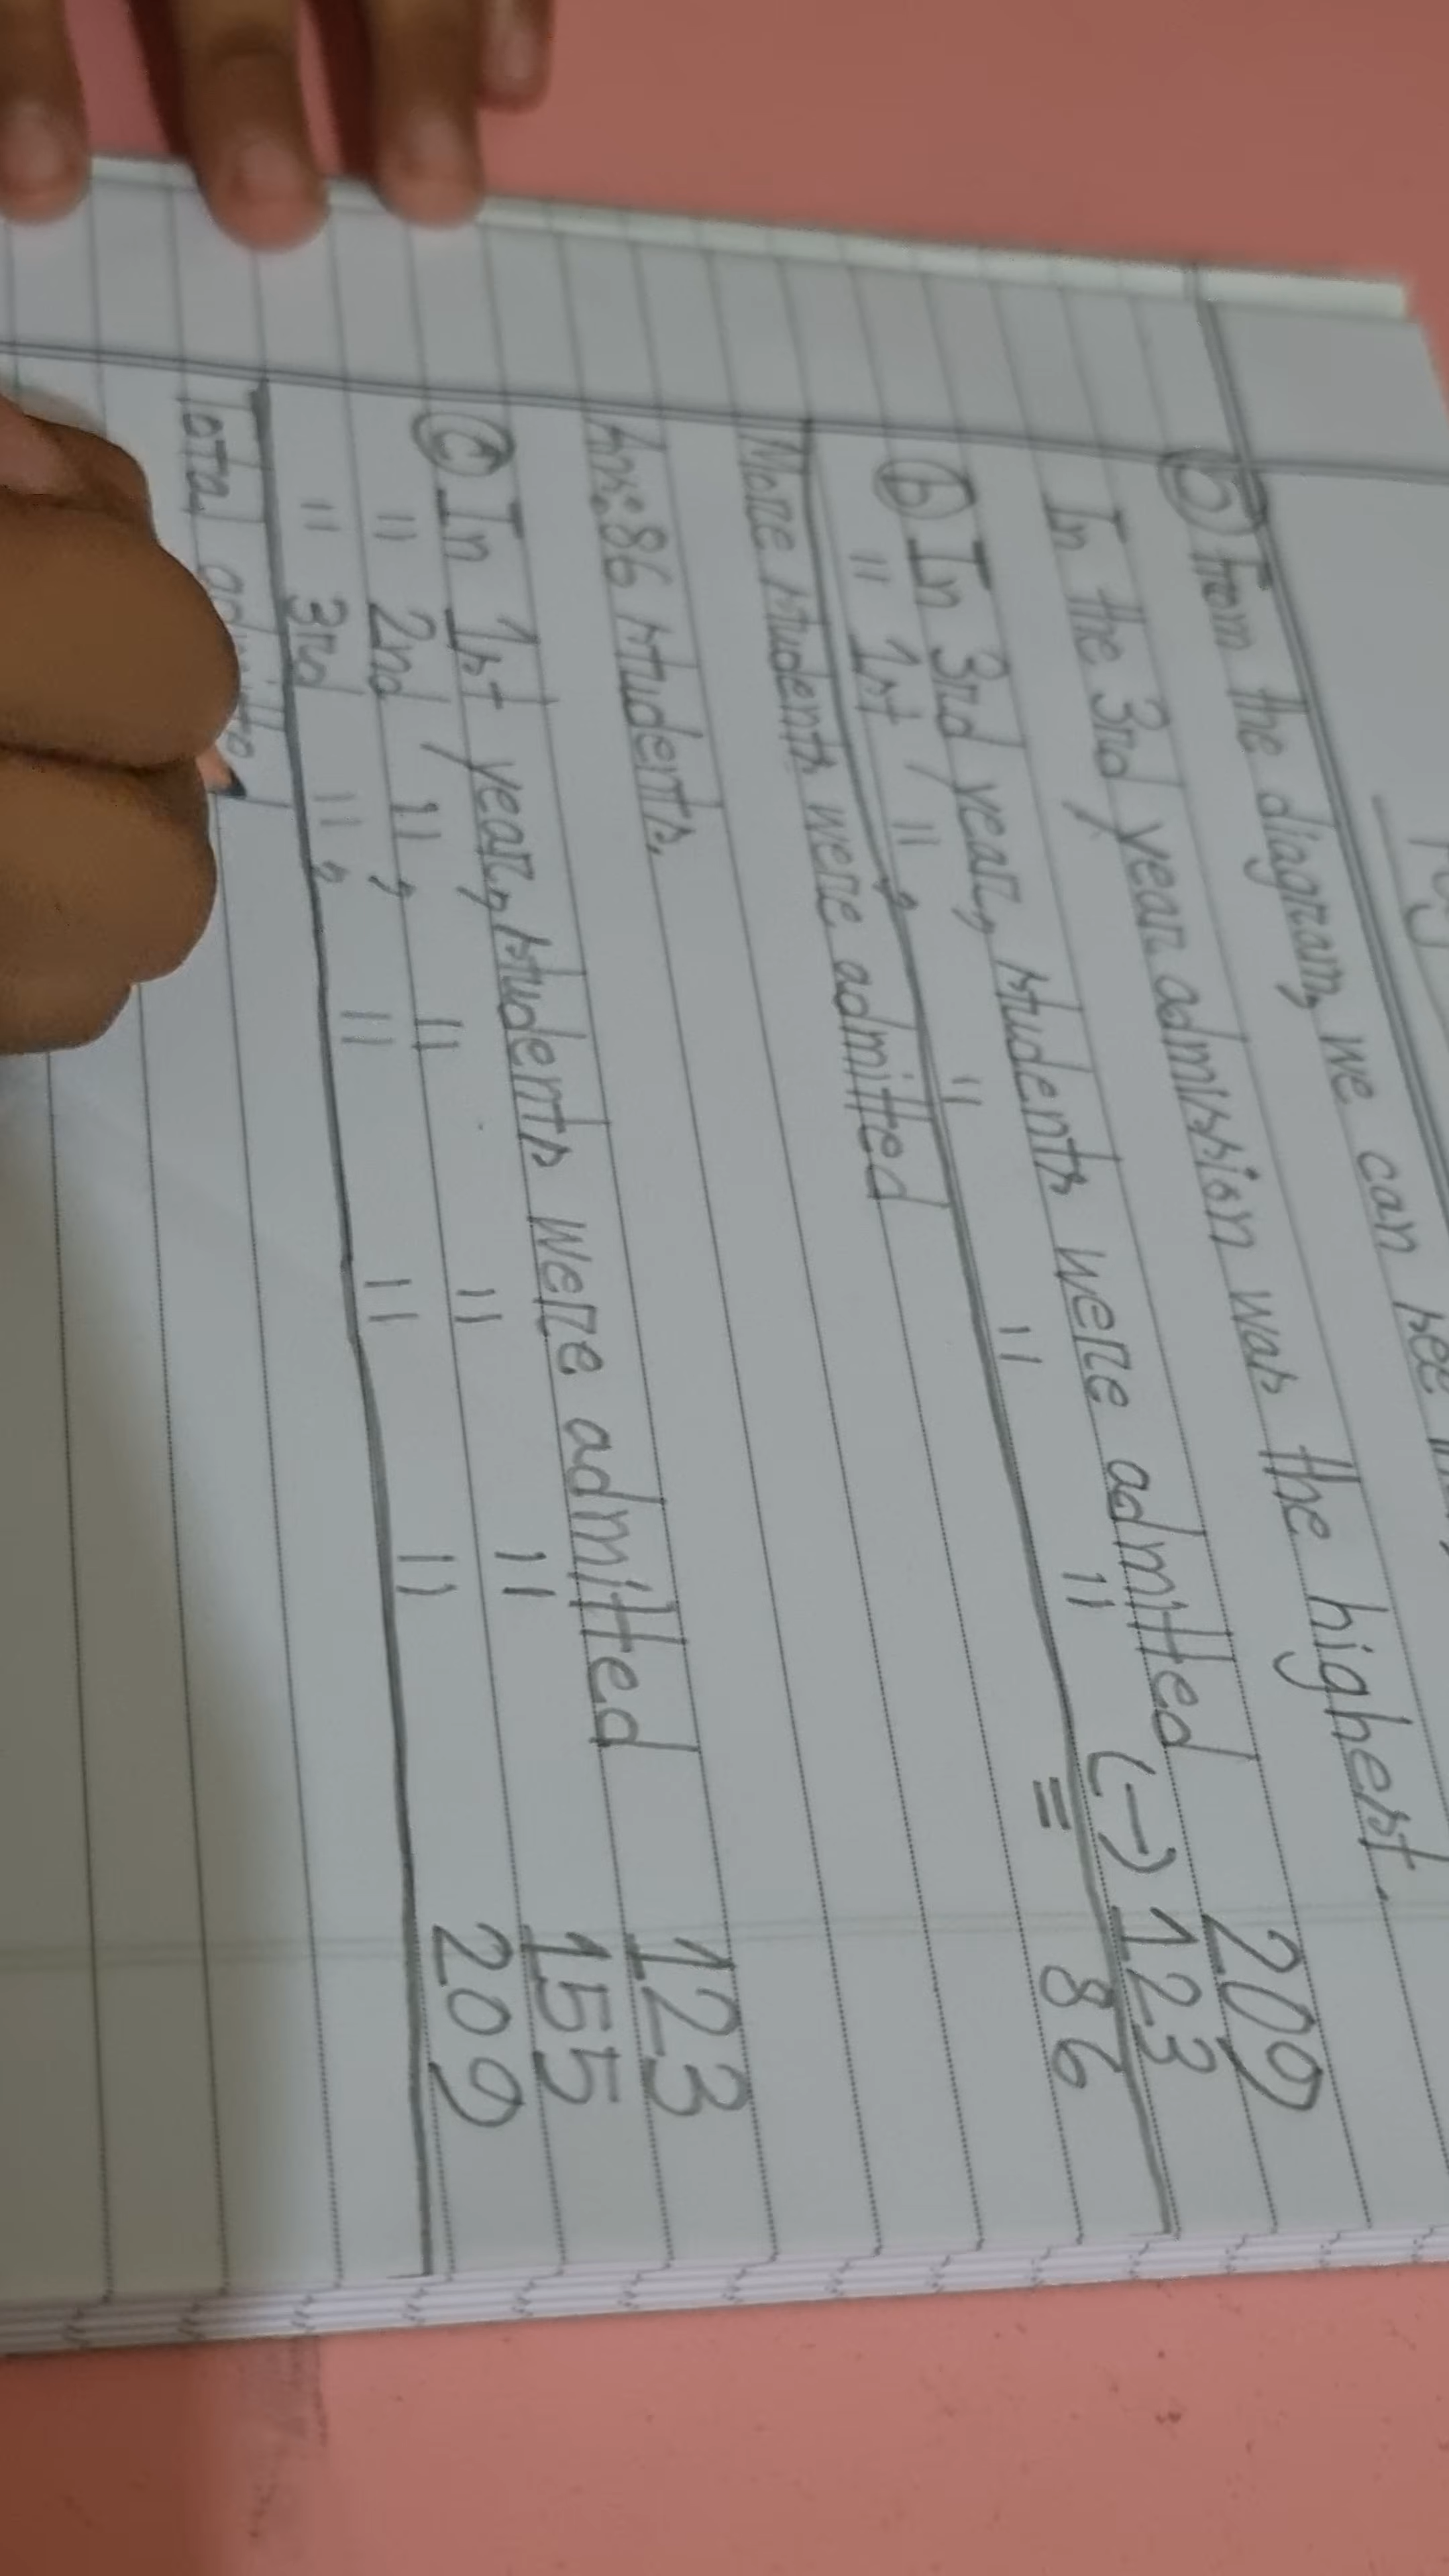 ⑤ From the diagram, we can see
In the 3rd year admission was the highest.
ⓑ In 3rd year, students were admitted 209
" 1st " , " " " (-) 123
More students were admitted = 86
Ans: 86 students.
ⓒ In 1st year, students were admitted 123
" 2nd " , " " " 155
" 3rd " , " " " 209
Total admitte